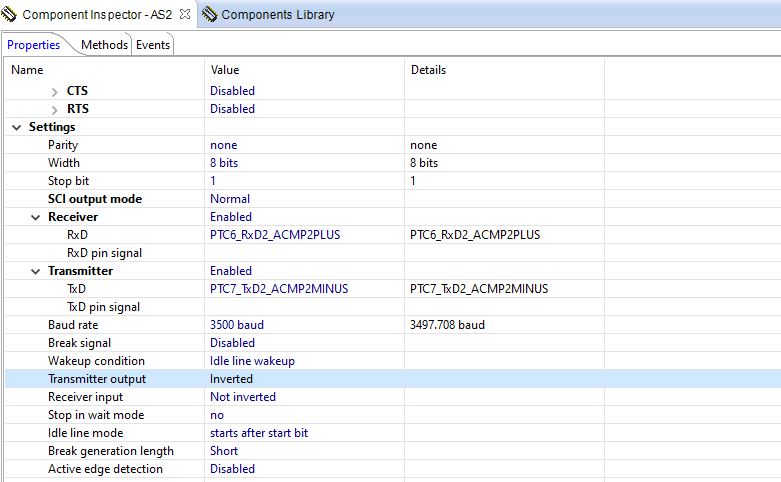 Component Inspector - AS2 Components Library
Properties Methods Events
Name Value Details
CTS Disabled
RTS Disabled
Settings
Parity none none
Width 8 bits 8 bits
Stop bit 1 1
SCI output mode Normal
Receiver Enabled
RxD PTC6_RxD2_ACMP2PLUS PTC6_RxD2_ACMP2PLUS
RxD pin signal
Transmitter Enabled
TxD PTC7_TxD2_ACMP2MINUS PTC7_TxD2_ACMP2MINUS
TxD pin signal
Baud rate 3500 baud 3497.708 baud
Break signal Disabled
Wakeup condition Idle line wakeup
Transmitter output Inverted
Receiver input Not inverted
Stop in wait mode no
Idle line mode starts after start bit
Break generation length Short
Active edge detection Disabled